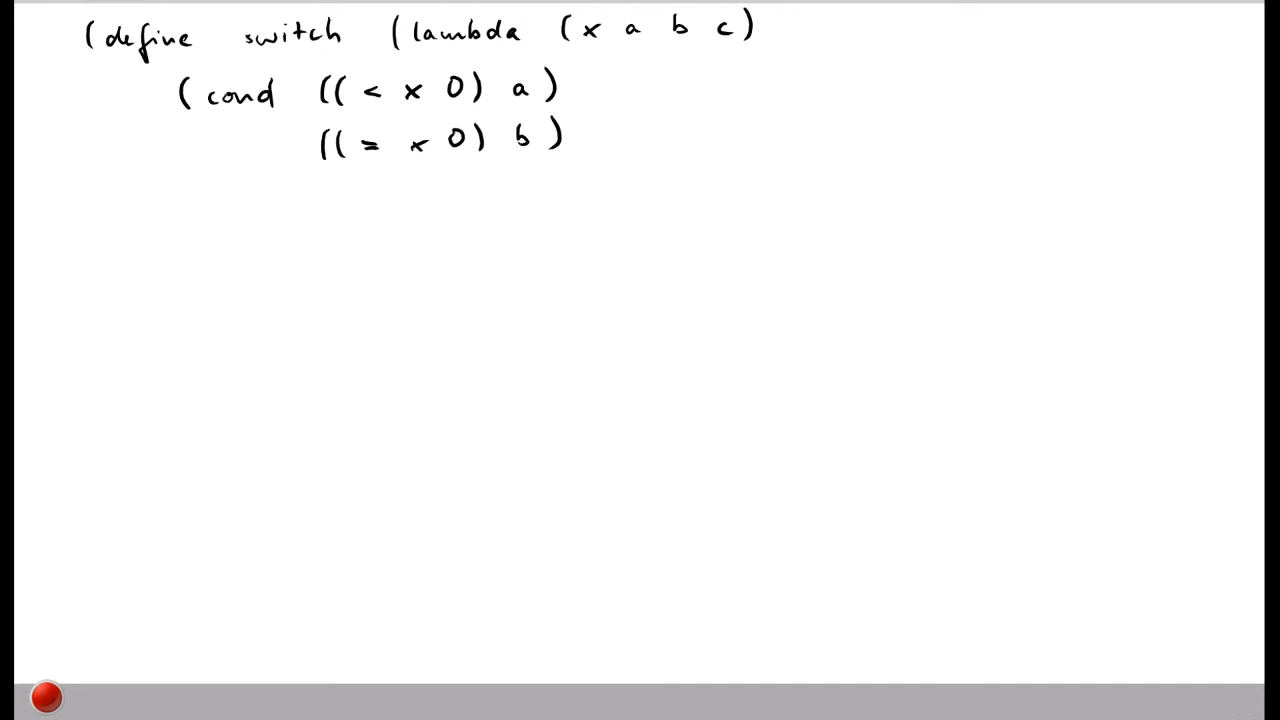 (define switch (lambda (x a b c)
(cond ((< x 0) a)
((= x 0) b)